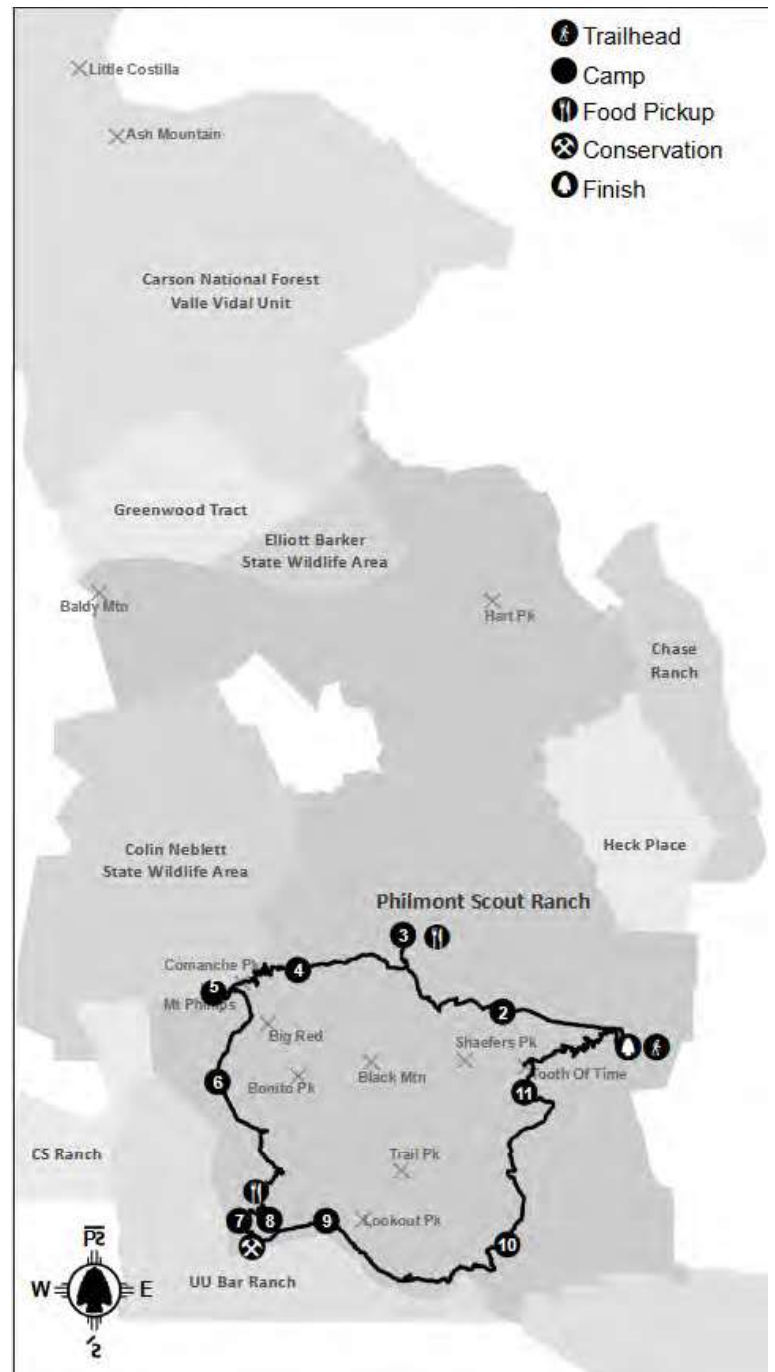 Trailhead
Camp
Food Pickup
Conservation
Finish
Little Costilla
Ash Mountain
Carson National Forest
Valle Vidal Unit
Greenwood Tract
Elliott Barker
State Wildlife Area
Baldy Mtn
Hart Pk
Chase
Ranch
Heck Place
Colin Neblett
State Wildlife Area
Philmont Scout Ranch
3
Comanche Pk
4
5
Mt Phillips
2
Big Red
Shaefers Pk
Black Mtn
Tooth Of Time
6
Bonito Pk
11
CS Ranch
Trail Pk
7
8
9
Lookout Pk
10
UU Bar Ranch
W
E